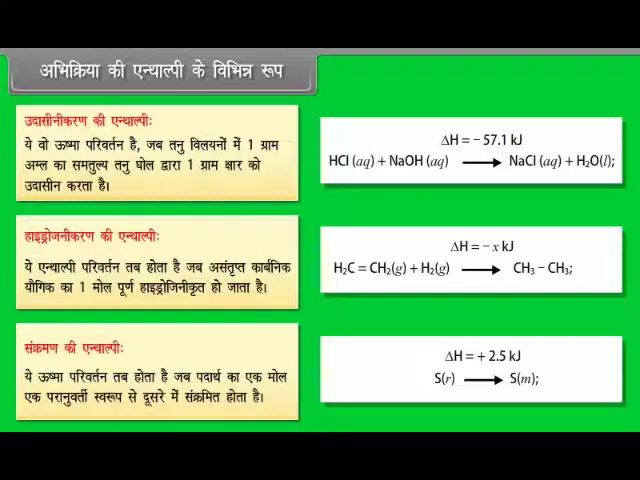 अभिक्रिया की एन्थाल्पी के विभिन्न रूप
उदासीनीकरण की एन्थाल्पीः
ये वो ऊष्मा परिवर्तन है, जब तनु विलयनों में 1 ग्राम
अम्ल का समतुल्य तनु घोल द्वारा 1 ग्राम क्षार को
उदासीन करता है।
ΔH = − 57.1 kJ
HCl (aq) + NaOH (aq) ⟶ NaCl (aq) + H₂O(l);
हाइड्रोजनीकरण की एन्थाल्पीः
ये एन्थाल्पी परिवर्तन तब होता है जब असंतृप्त कार्बनिक
यौगिक का 1 मोल पूर्ण हाइड्रोजिनीकृत हो जाता है।
ΔH = − x kJ
H₂C = CH₂(g) + H₂(g) ⟶ CH₃ − CH₃;
संक्रमण की एन्थाल्पीः
ये ऊष्मा परिवर्तन तब होता है जब पदार्थ का एक मोल
एक परानुवर्ती स्वरूप से दूसरे में संक्रमित होता है।
ΔH = + 2.5 kJ
S(r) ⟶ S(m);